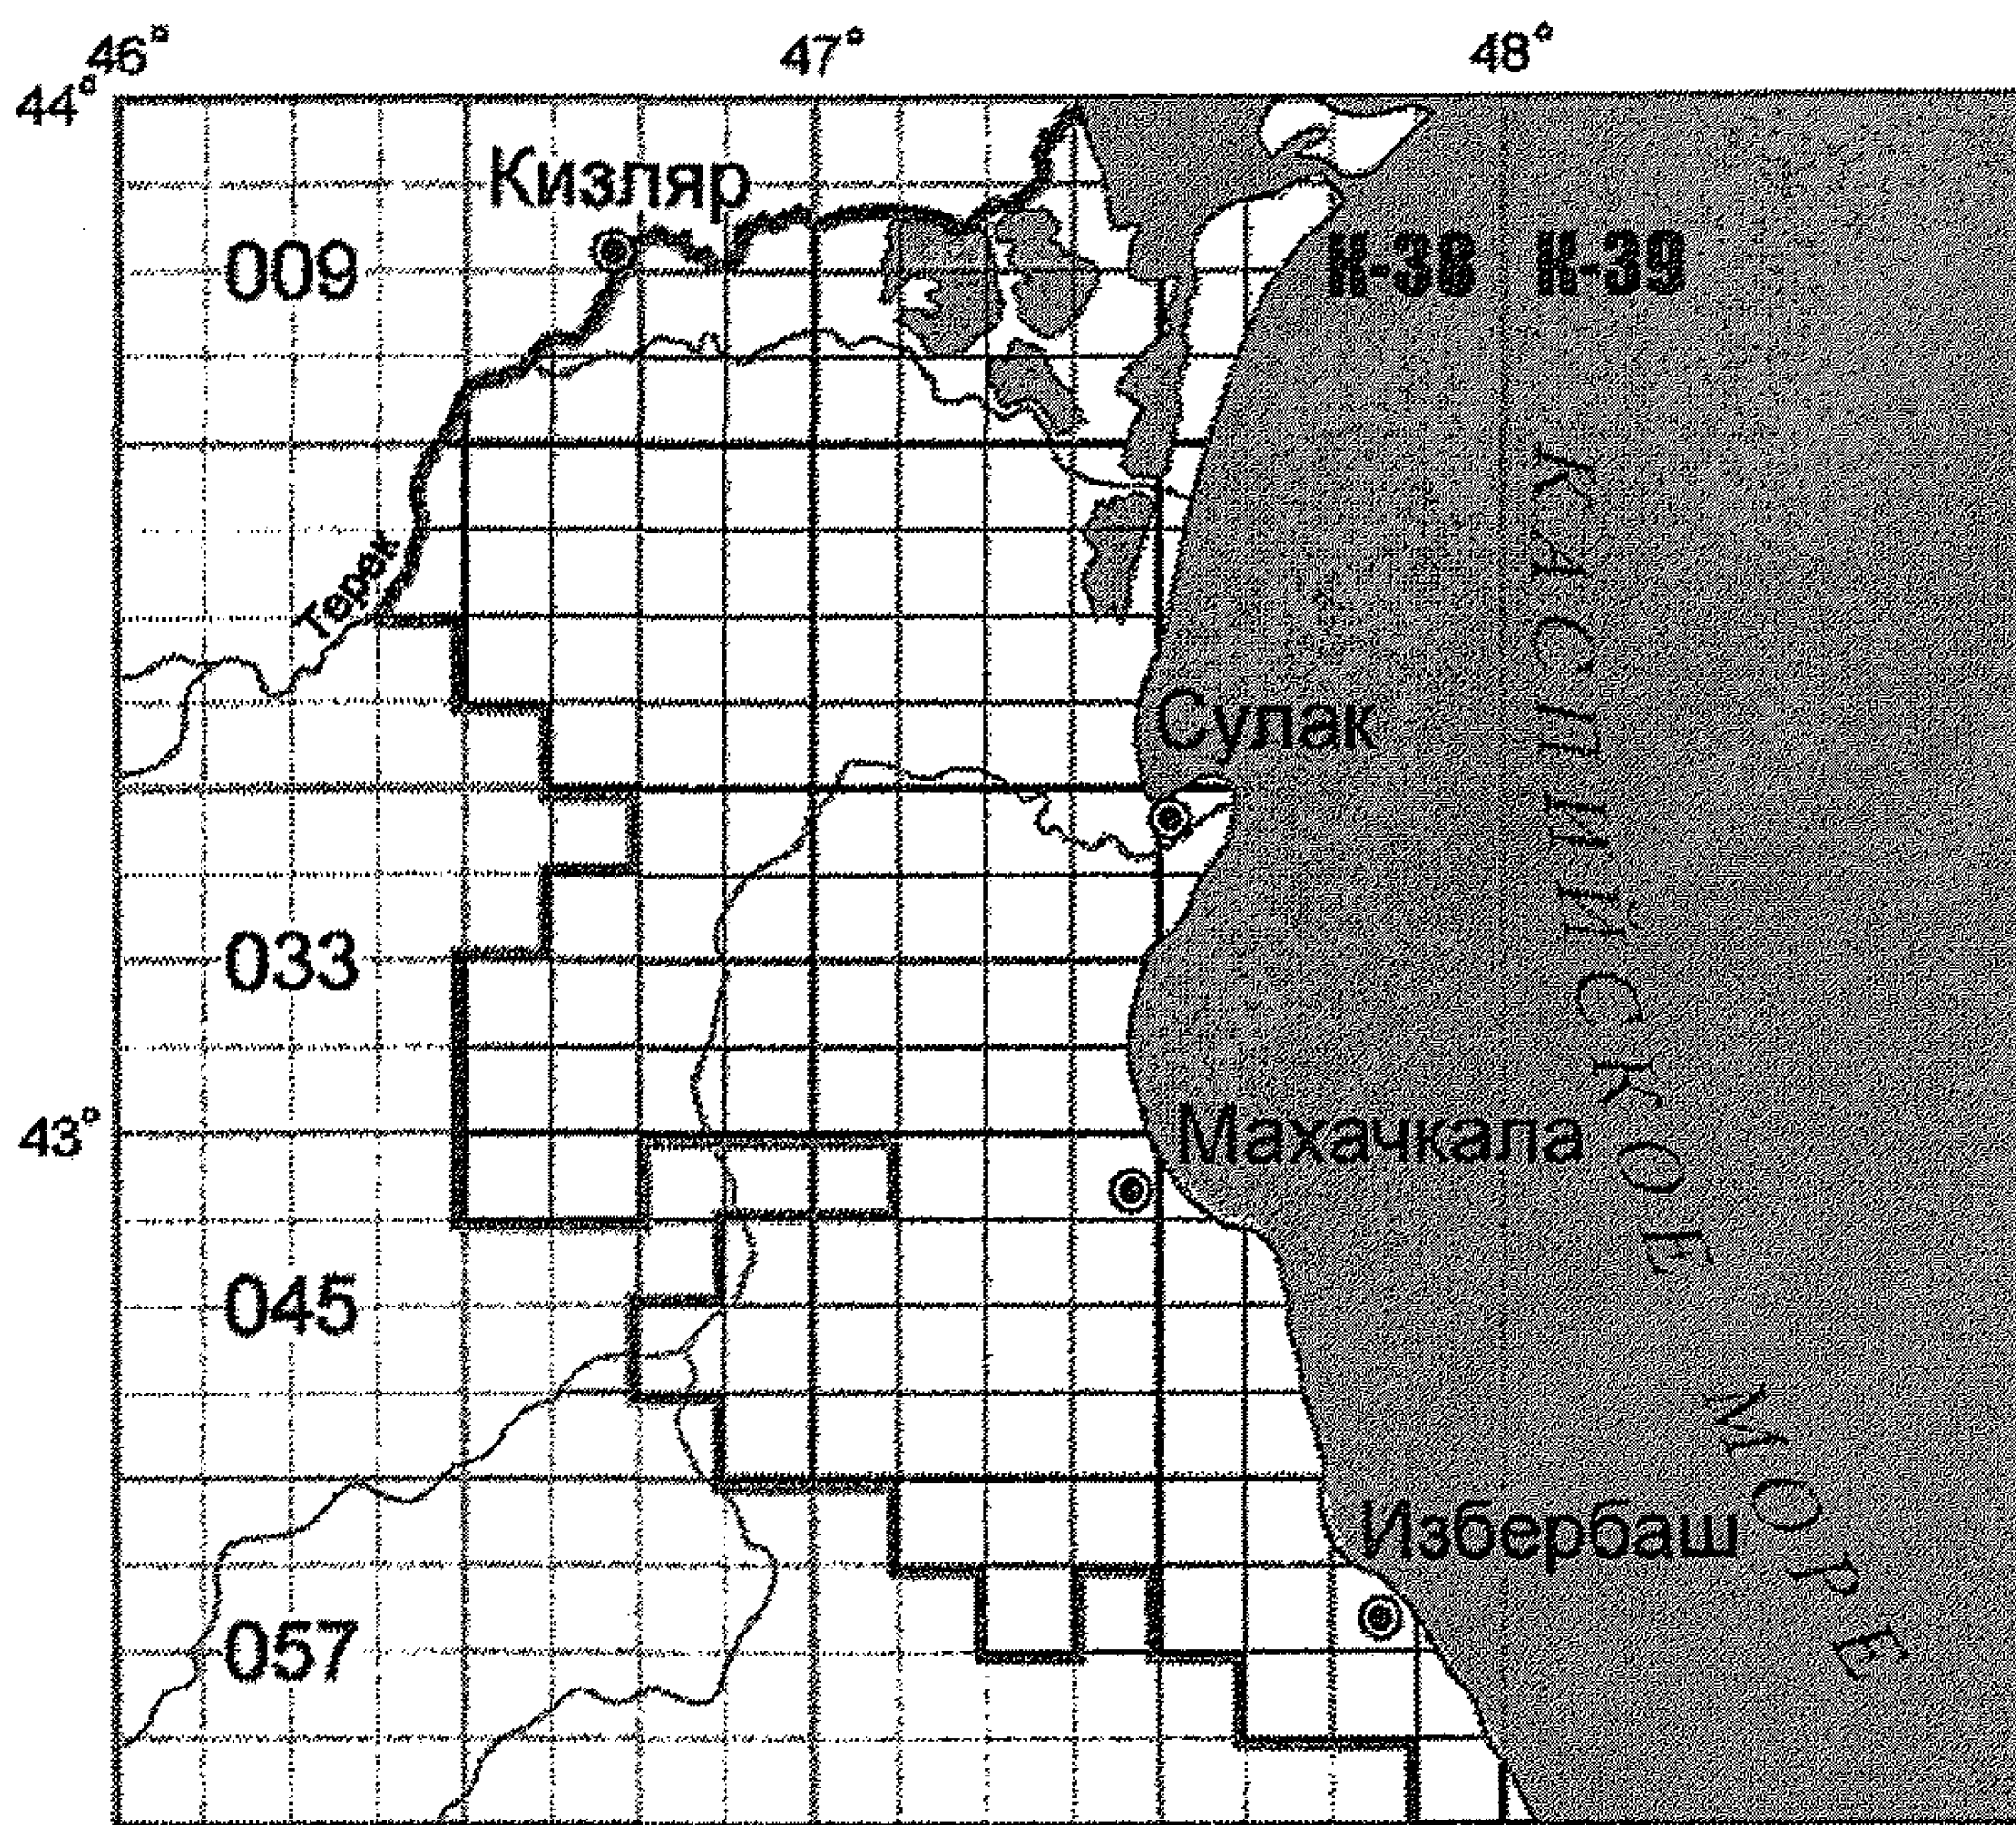 46° 47° 48°
44°
Кизляр
009
К-38 К-39
Терек
Сулак
033
КАСПИЙСКОЕ МОРЕ
43°
Махачкала
045
Избербаш
057